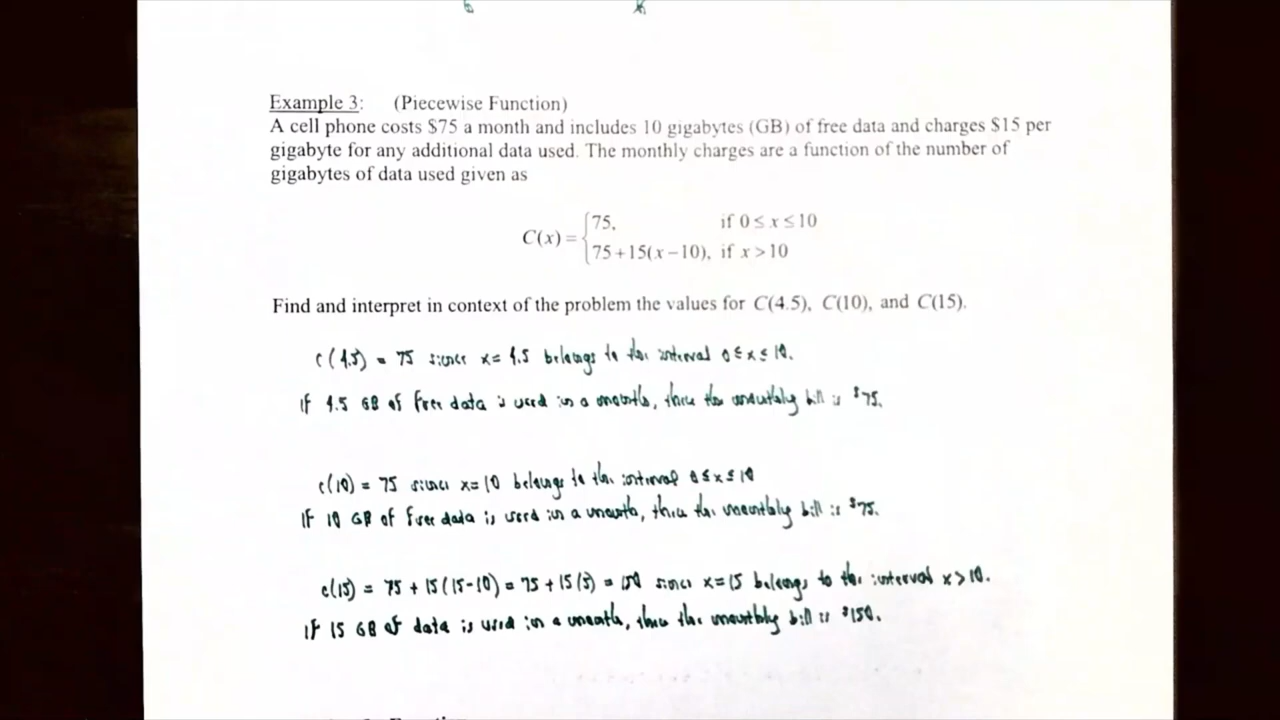 Example 3: (Piecewise Function)
A cell phone costs $75 a month and includes 10 gigabytes (GB) of free data and charges $15 per
gigabyte for any additional data used. The monthly charges are a function of the number of
gigabytes of data used given as
C(x) = { 75, if 0 ≤ x ≤ 10
75+15(x−10), if x > 10
Find and interpret in context of the problem the values for C(4.5), C(10), and C(15).
C(4.5) = 75 since x= 4.5 belongs to the interval 0 ≤ x ≤ 10.
If 4.5 GB of free data is used in a month, then the monthly bill is $75.
C(10) = 75 since x=10 belongs to the interval 0 ≤ x ≤ 10
If 10 GB of free data is used in a month, then the monthly bill is $75.
C(15) = 75 + 15(15-10) = 75 + 15(5) = 150 since x=15 belongs to the interval x > 10.
If 15 GB of data is used in a month, then the monthly bill is $150.